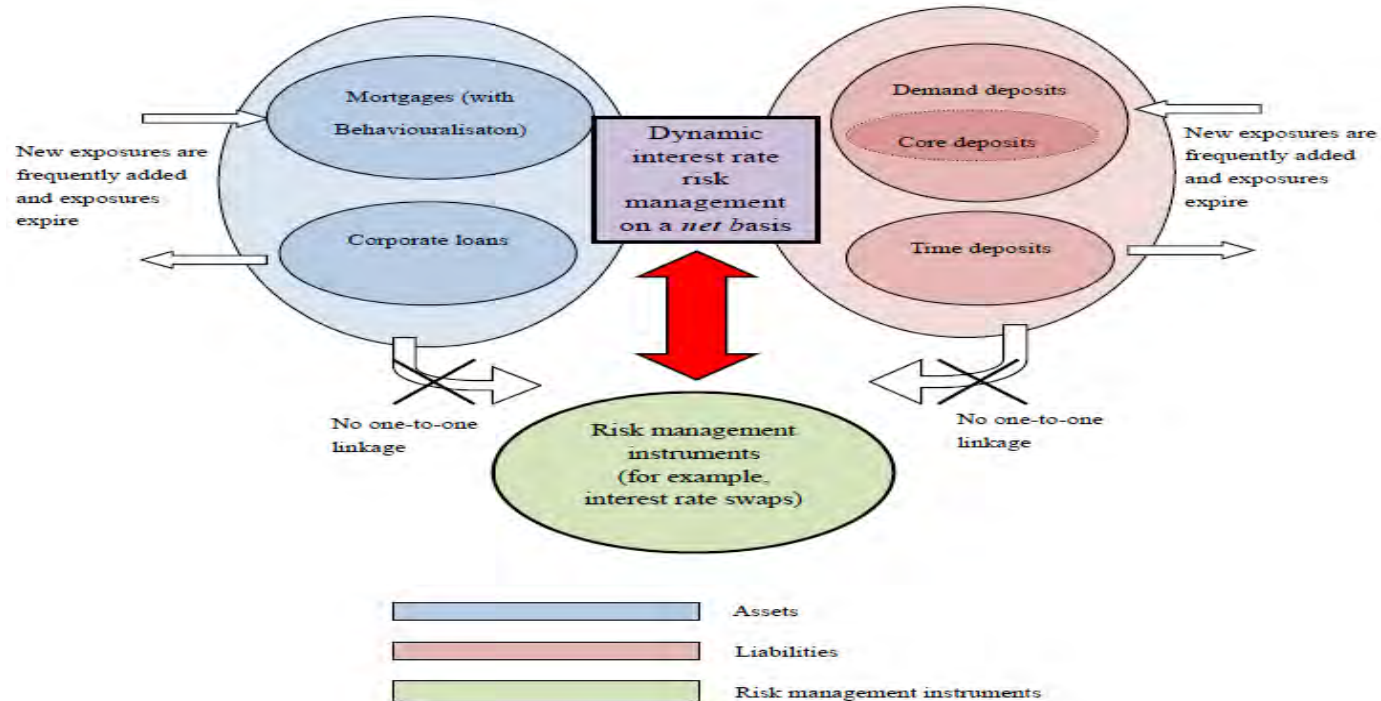 Mortgages (with
Behaviouralisaton)
Corporate loans
New exposures are
frequently added
and exposures
expire
Dynamic
interest rate
risk
management
on a net basis
Demand deposits
Core deposits
Time deposits
New exposures are
frequently added
and exposures
expire
No one-to-one
linkage
No one-to-one
linkage
Risk management
instruments
(for example,
interest rate swaps)
Assets
Liabilities
Risk management instruments